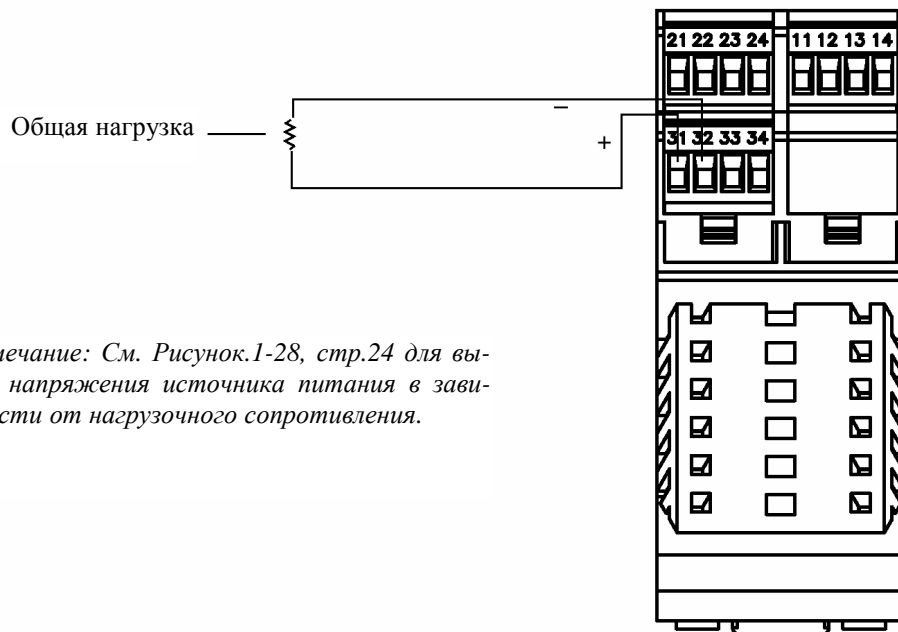 21 22 23 24 11 12 13 14
−
Общая нагрузка
+
31 32 33 34
мечание: См. Рисунок.1-28, стр.24 для вы-
напряжения источника питания в зави-
сти от нагрузочного сопротивления.